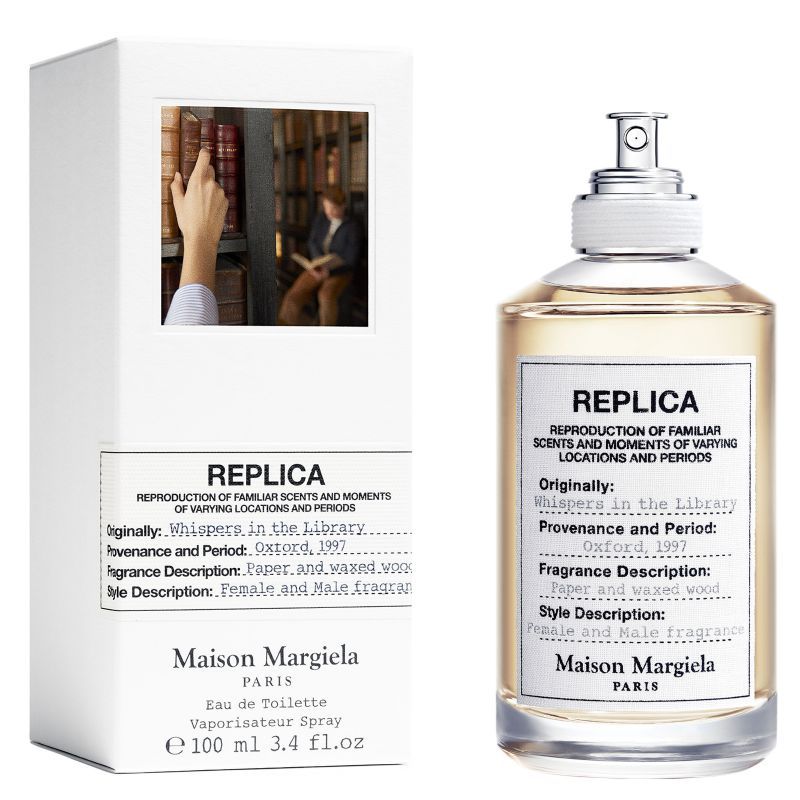 REPLICA
REPRODUCTION OF FAMILIAR SCENTS AND MOMENTS
OF VARYING LOCATIONS AND PERIODS
Originally: Whispers in the Library
Provenance and Period: Oxford, 1997
Fragrance Description: Paper and waxed wood
Style Description: Female and Male fragran
Maison Margiela
PARIS
Eau de Toilette
Vaporisateur Spray
℮ 100 ml 3.4 fl.oz
REPLICA
REPRODUCTION OF FAMILIAR
SCENTS AND MOMENTS OF VARYING
LOCATIONS AND PERIODS
Originally:
Whispers in the Library
Provenance and Period:
Oxford, 1997
Fragrance Description:
Paper and waxed wood
Style Description:
Female and Male fragrance
Maison Margiela
PARIS